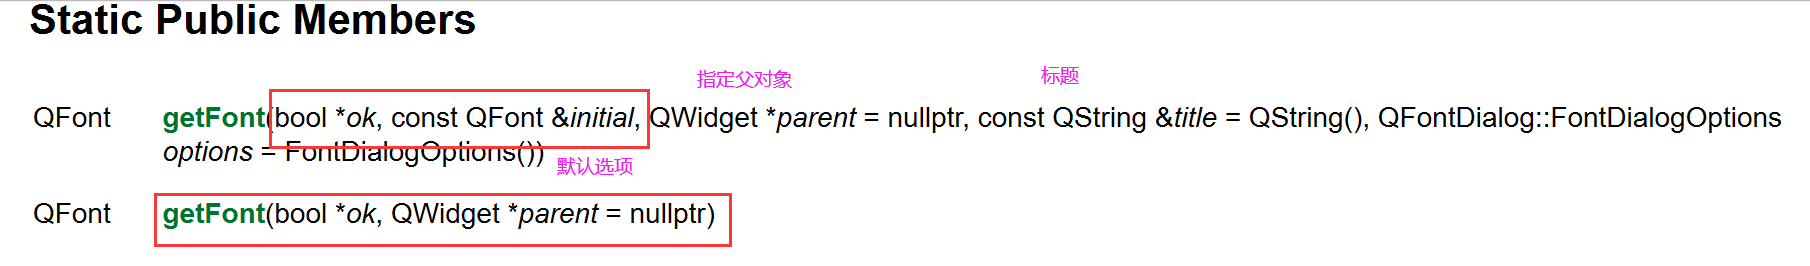 Static Public Members
指定父对象
标题
QFont getFont(bool *ok, const QFont &initial, QWidget *parent = nullptr, const QString &title = QString(), QFontDialog::FontDialogOptions
options = FontDialogOptions())
默认选项
QFont getFont(bool *ok, QWidget *parent = nullptr)